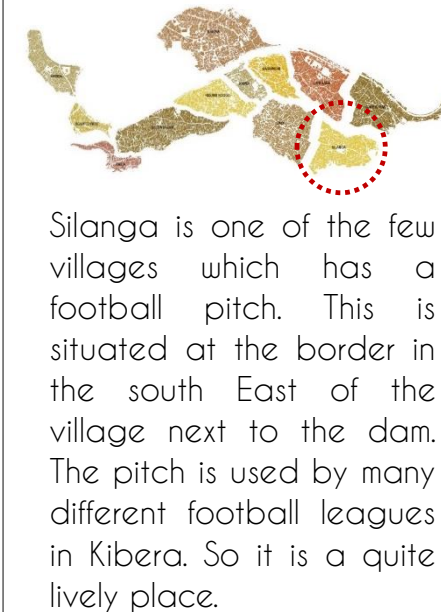 Silanga is one of the few
villages which has a
football pitch. This is
situated at the border in
the south East of the
village next to the dam.
The pitch is used by many
different football leagues
in Kibera. So it is a quite
lively place.